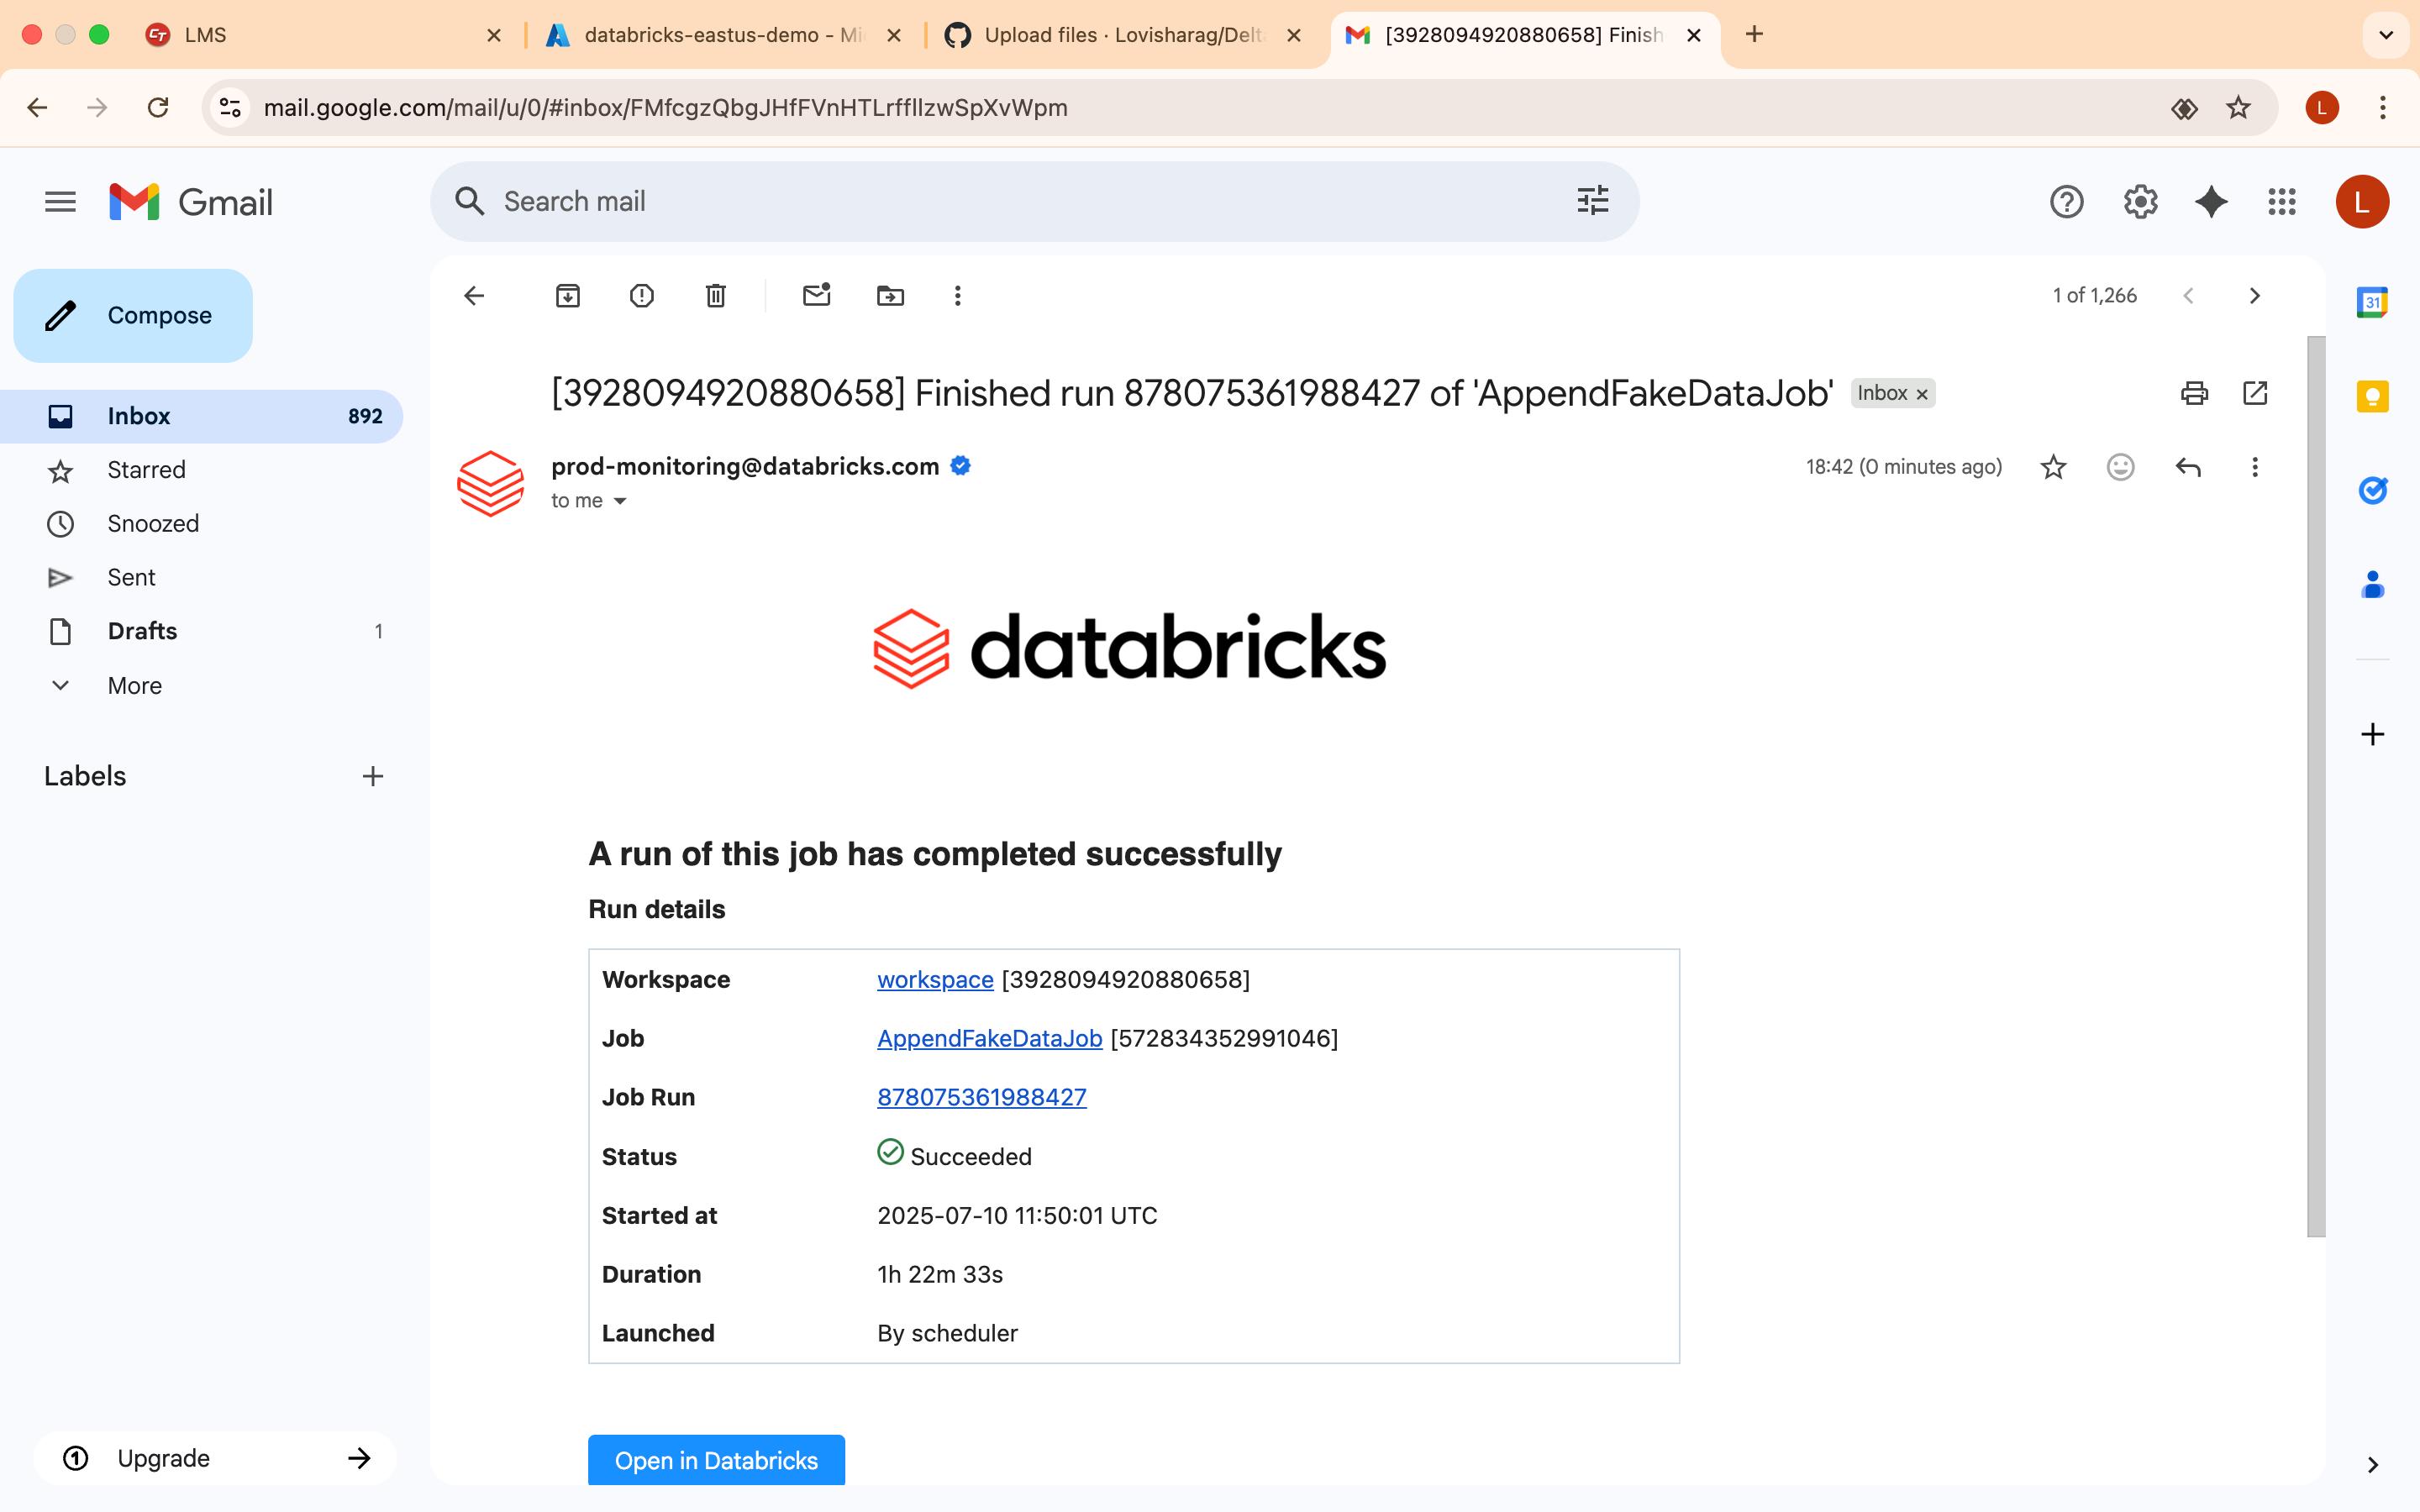 LMS
databricks-eastus-demo - Mi
Upload files · Lovisharag/Delt
[3928094920880658] Finish
mail.google.com/mail/u/0/#inbox/FMfcgzQbgJHfFVnHTLrffllzwSpXvWpm
L
Gmail
Search mail
L
Compose
1 of 1,266
31
[3928094920880658] Finished run 878075361988427 of 'AppendFakeDataJob'
Inbox ×
Inbox 892
prod-monitoring@databricks.com
18:42 (0 minutes ago)
to me
Starred
Snoozed
Sent
Drafts 1
More
Labels
databricks
A run of this job has completed successfully
Run details
Workspace workspace [3928094920880658]
Job AppendFakeDataJob [572834352991046]
Job Run 878075361988427
Status Succeeded
Started at 2025-07-10 11:50:01 UTC
Duration 1h 22m 33s
Launched By scheduler
Upgrade
Open in Databricks